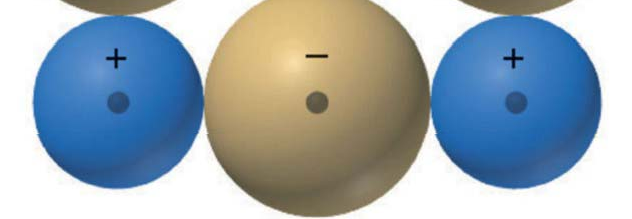 + − +